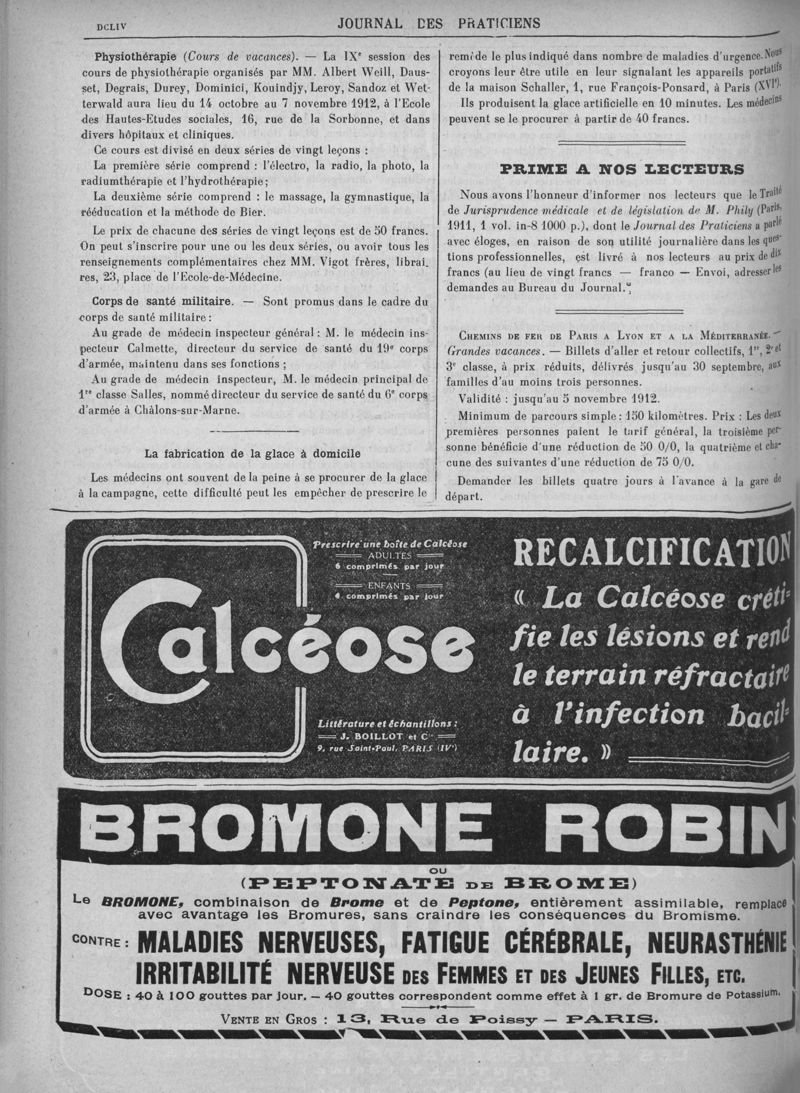 DCLIV
JOURNAL DES PRATICIENS
Physiothérapie (Cours de vacances). — La IXe session des
cours de physiothérapie organisés par MM. Albert Weill, Daus-
set, Degrais, Durey, Dominici, Kouindjy, Leroy, Sandoz et Wet-
terwald aura lieu du 14 octobre au 7 novembre 1912, à l'Ecole
des Hautes-Etudes sociales, 16, rue de la Sorbonne, et dans
divers hôpitaux et cliniques.
Ce cours est divisé en deux séries de vingt leçons :
La première série comprend : l'électro, la radio, la photo, la
radiumthérapie et l'hydrothérapie;
La deuxième série comprend : le massage, la gymnastique, la
rééducation et la méthode de Bier.
Le prix de chacune des séries de vingt leçons est de 50 francs.
On peut s'inscrire pour une ou les deux séries, ou avoir tous les
renseignements complémentaires chez MM. Vigot frères, librai.
res, 23, place de l'Ecole-de-Médecine.
Corps de santé militaire. — Sont promus dans le cadre du
corps de santé militaire :
Au grade de médecin inspecteur général : M. le médecin ins-
pecteur Calmette, directeur du service de santé du 19e corps
d'armée, maintenu dans ses fonctions ;
Au grade de médecin inspecteur, M. le médecin principal de
1re classe Salles, nommé directeur du service de santé du 6e corps
d'armée à Châlons-sur-Marne.
La fabrication de la glace à domicile
Les médecins ont souvent de la peine à se procurer de la glace
à la campagne, cette difficulté peut les empêcher de prescrire le
remède le plus indiqué dans nombre de maladies d'urgence. Nous
croyons leur être utile en leur signalant les appareils portatifs
de la maison Schaller, 1, rue François-Ponsard, à Paris (XVIe).
Ils produisent la glace artificielle en 10 minutes. Les médecins
peuvent se le procurer à partir de 40 francs.
PRIME A NOS LECTEURS
Nous avons l'honneur d'informer nos lecteurs que le Traité
de Jurisprudence médicale et de législation de M. Phily (Paris,
1911, 1 vol. in-8 1000 p.), dont le Journal des Praticiens a parlé
avec éloges, en raison de son utilité journalière dans les ques-
tions professionnelles, est livré à nos lecteurs au prix de dix
francs (au lieu de vingt francs — franco — Envoi, adresser les
demandes au Bureau du Journal.
CHEMINS DE FER DE PARIS A LYON ET A LA MÉDITERRANÉE. —
Grandes vacances. — Billets d'aller et retour collectifs, 1re, 2e et
3e classe, à prix réduits, délivrés jusqu'au 30 septembre, aux
familles d'au moins trois personnes.
Validité : jusqu'au 5 novembre 1912.
Minimum de parcours simple : 150 kilomètres. Prix : Les deux
premières personnes paient le tarif général, la troisième per-
sonne bénéficie d'une réduction de 50 0/0, la quatrième et cha-
cune des suivantes d'une réduction de 75 0/0.
Demander les billets quatre jours à l'avance à la gare de
départ.
Prescrire une boîte de Calcéose
ADULTES
6 comprimés par jour
ENFANTS
4 comprimés par jour
Calcéose
Littérature et échantillons :
J. BOILLOT et Cie
9, rue Saint-Paul, PARIS (IVe)
RECALCIFICATION
« La Calcéose créti-
fie les lésions et rend
le terrain réfractaire
à l'infection bacil-
laire. »
BROMONE ROBIN
OU
(PEPTONATE DE BROME)
Le BROMONE, combinaison de Brome et de Peptone, entièrement assimilable, remplace
avec avantage les Bromures, sans craindre les conséquences du Bromisme.
CONTRE : MALADIES NERVEUSES, FATIGUE CÉRÉBRALE, NEURASTHÉNIE
IRRITABILITÉ NERVEUSE DES FEMMES ET DES JEUNES FILLES, ETC.
DOSE : 40 à 100 gouttes par jour. — 40 gouttes correspondent comme effet à 1 gr. de Bromure de Potassium.
VENTE EN GROS : 13, Rue de Poissy — PARIS.